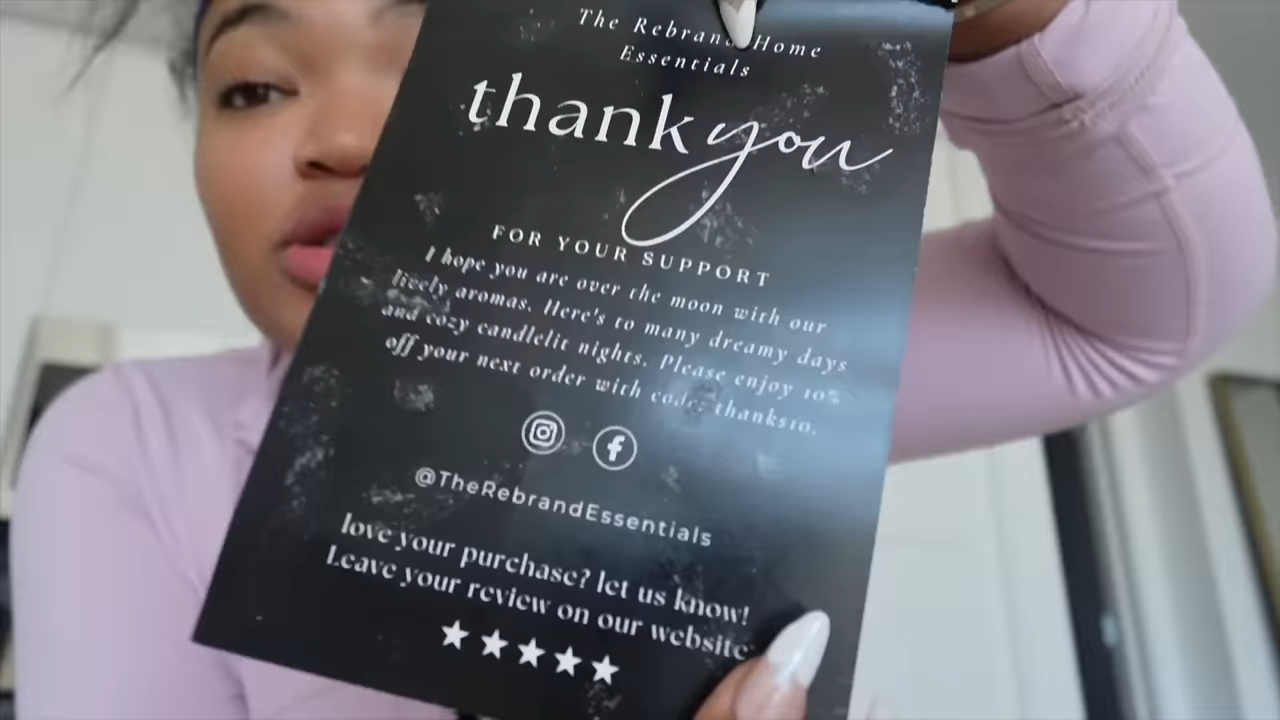 The Rebrand Home
Essentials
thank you
FOR YOUR SUPPORT
I hope you are over the moon with our
lively aromas. Here's to many dreamy days
and cozy candlelit nights. Please enjoy 10%
off your next order with code: thanks10.
@TheRebrandEssentials
love your purchase? let us know!
Leave your review on our website